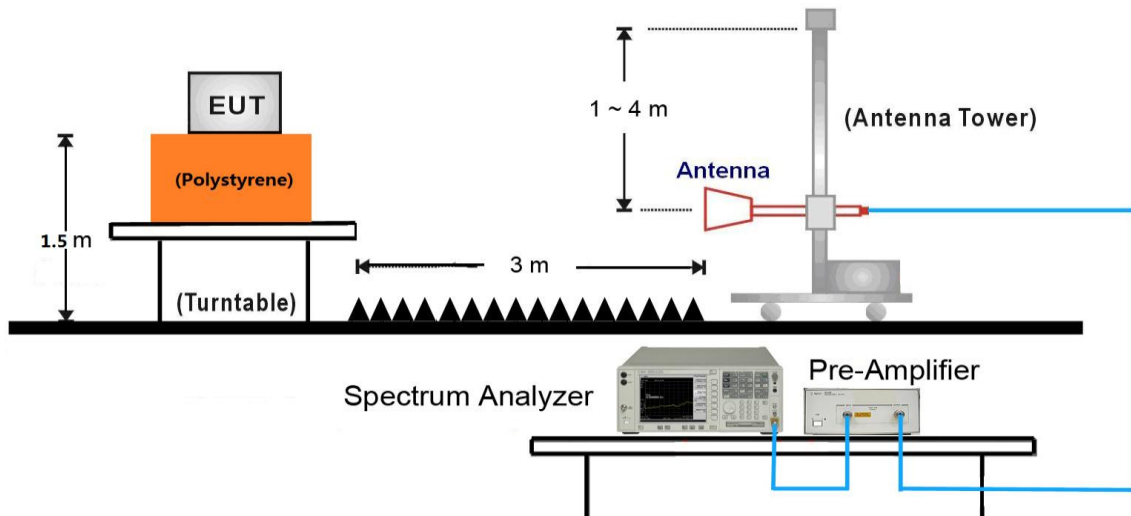 EUT
(Polystyrene)
1.5 m
(Turntable)
3 m
1 ~ 4 m
Antenna
(Antenna Tower)
Spectrum Analyzer
Pre-Amplifier